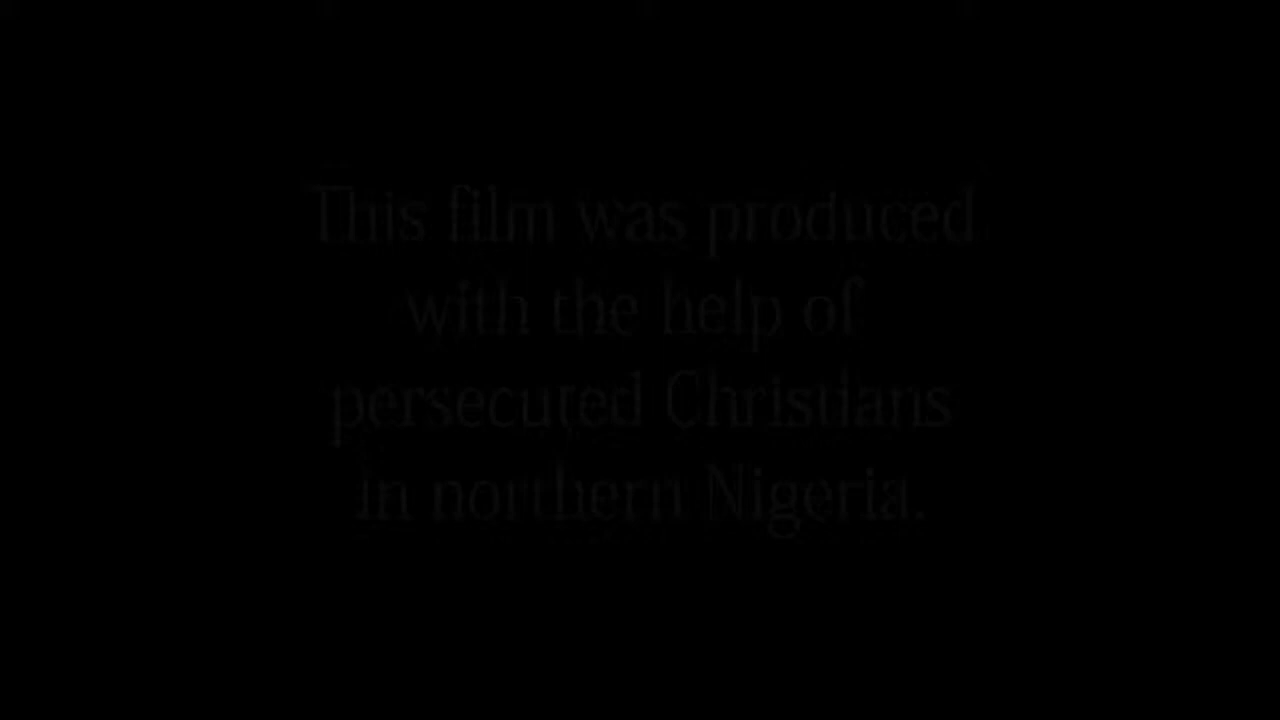 This film was produced
with the help of
persecuted Christians
in northern Nigeria.